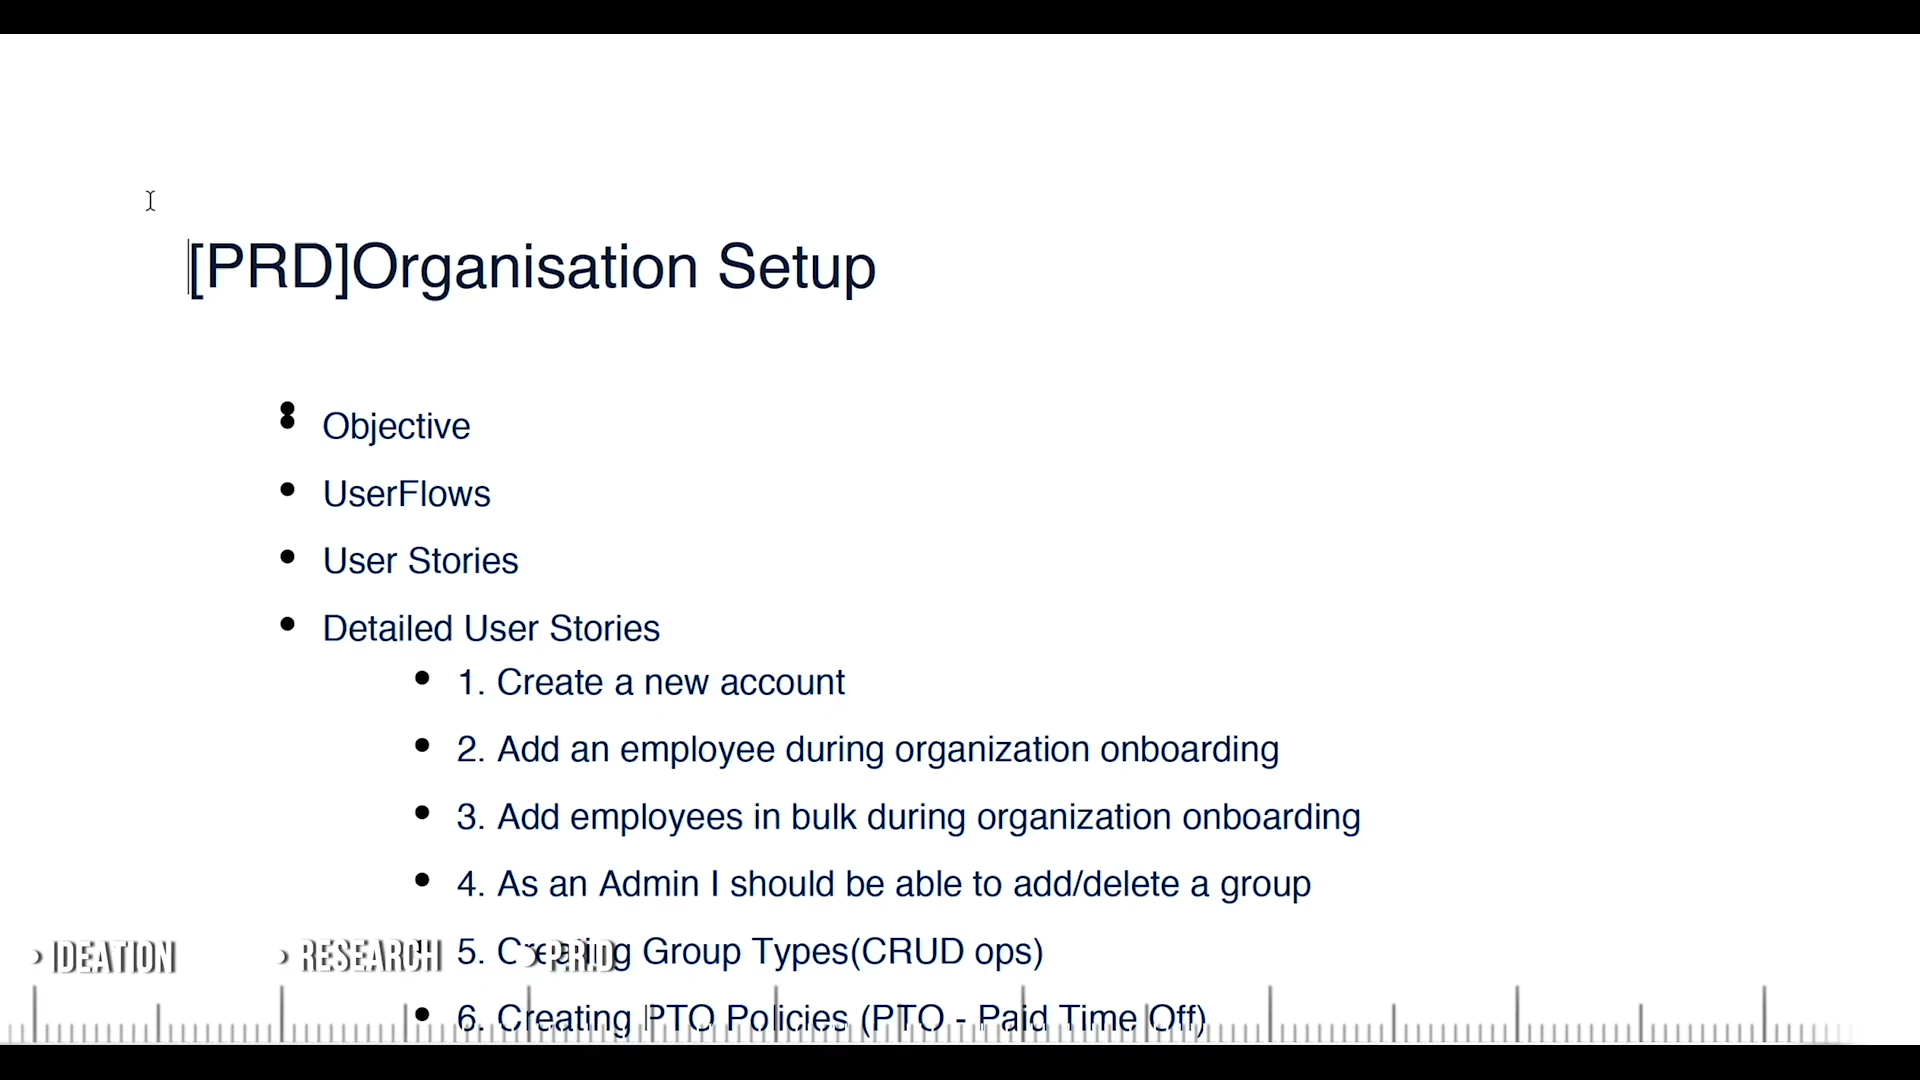 [PRD]Organisation Setup
Objective
UserFlows
User Stories
Detailed User Stories
1. Create a new account
2. Add an employee during organization onboarding
3. Add employees in bulk during organization onboarding
4. As an Admin I should be able to add/delete a group
5. Creating Group Types(CRUD ops)
6. Creating PTO Policies (PTO - Paid Time Off)
IDEATION
RESEARCH
P.R.D